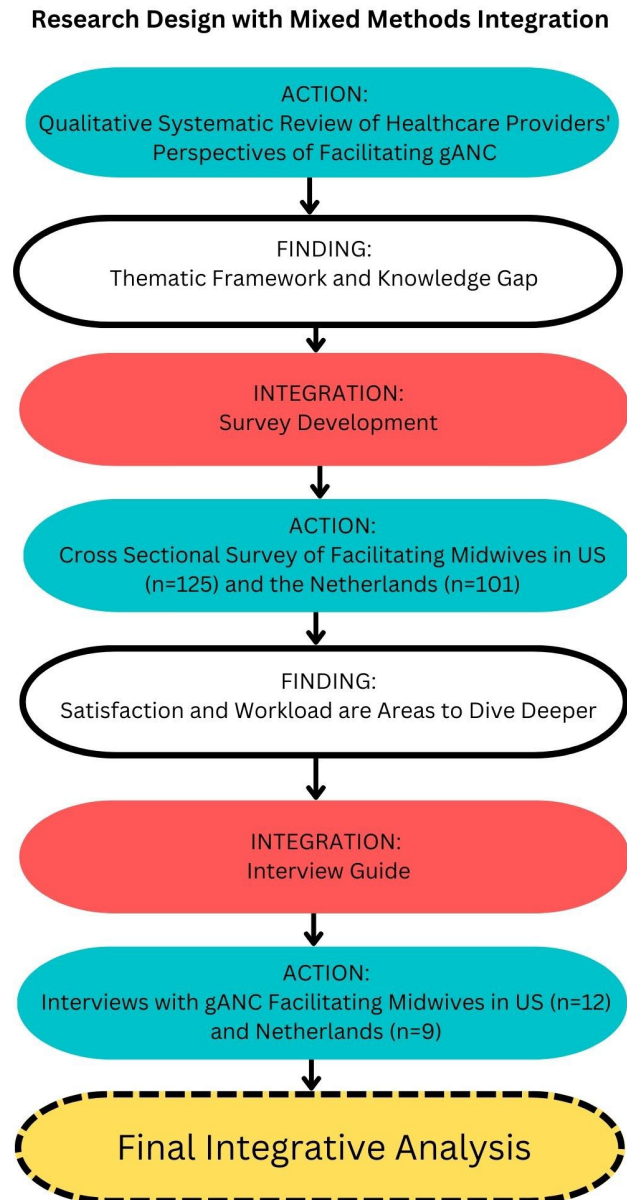 Research Design with Mixed Methods Integration
ACTION:
Qualitative Systematic Review of Healthcare Providers'
Perspectives of Facilitating gANC
FINDING:
Thematic Framework and Knowledge Gap
INTEGRATION:
Survey Development
ACTION:
Cross Sectional Survey of Facilitating Midwives in US
(n=125) and the Netherlands (n=101)
FINDING:
Satisfaction and Workload are Areas to Dive Deeper
INTEGRATION:
Interview Guide
ACTION:
Interviews with gANC Facilitating Midwives in US (n=12)
and Netherlands (n=9)
Final Integrative Analysis